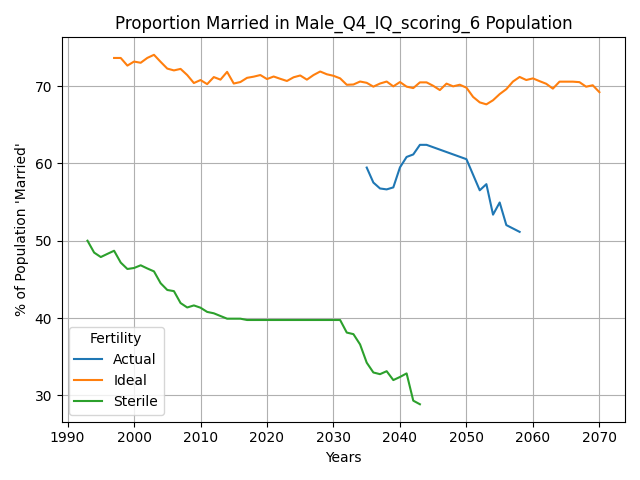 Proportion Married in Male_Q4_IQ_scoring_6 Population
% of Population 'Married'
70
60
50
40
30
Fertility
Actual
Ideal
Sterile
1990 2000 2010 2020 2030 2040 2050 2060 2070
Years